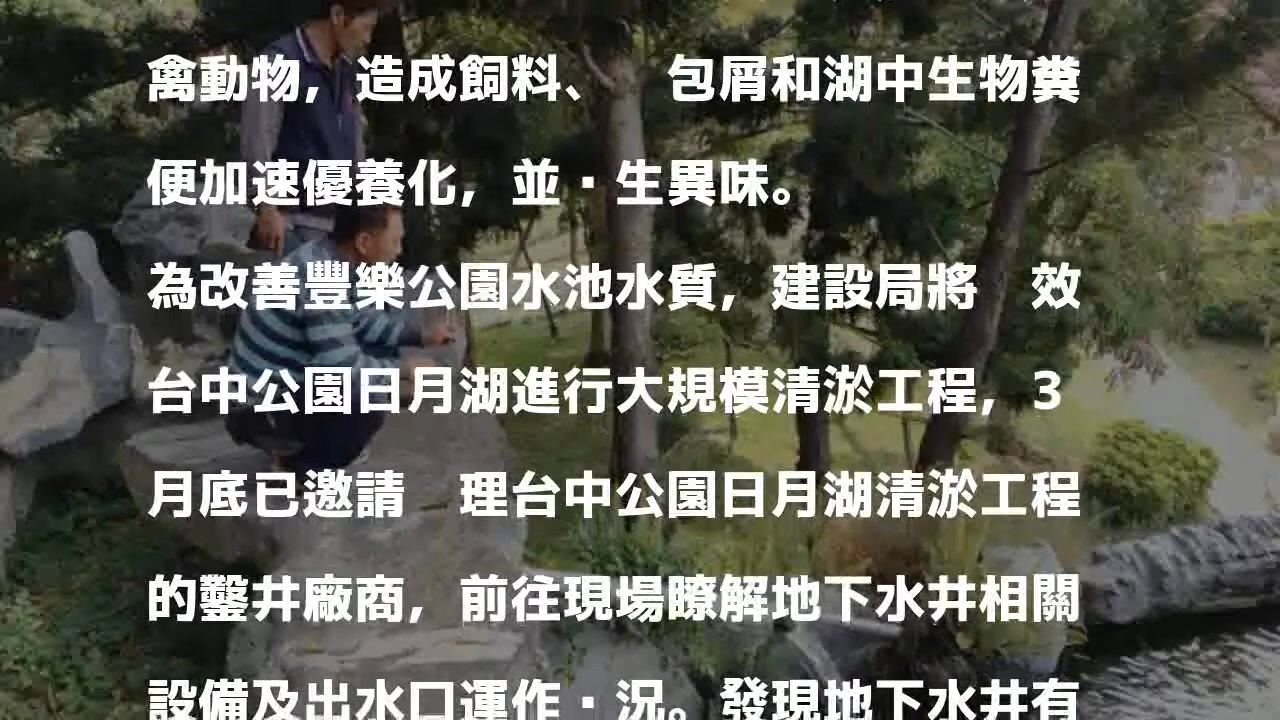 禽動物，造成飼料、　包屑和湖中生物糞
便加速優養化，並・生異味。
為改善豐樂公園水池水質，建設局將　效
台中公園日月湖進行大規模清淤工程，3
月底已邀請　理台中公園日月湖清淤工程
的鑿井廠商，前往現場瞭解地下水井相關
設備及出水口運作・況。發現地下水井有